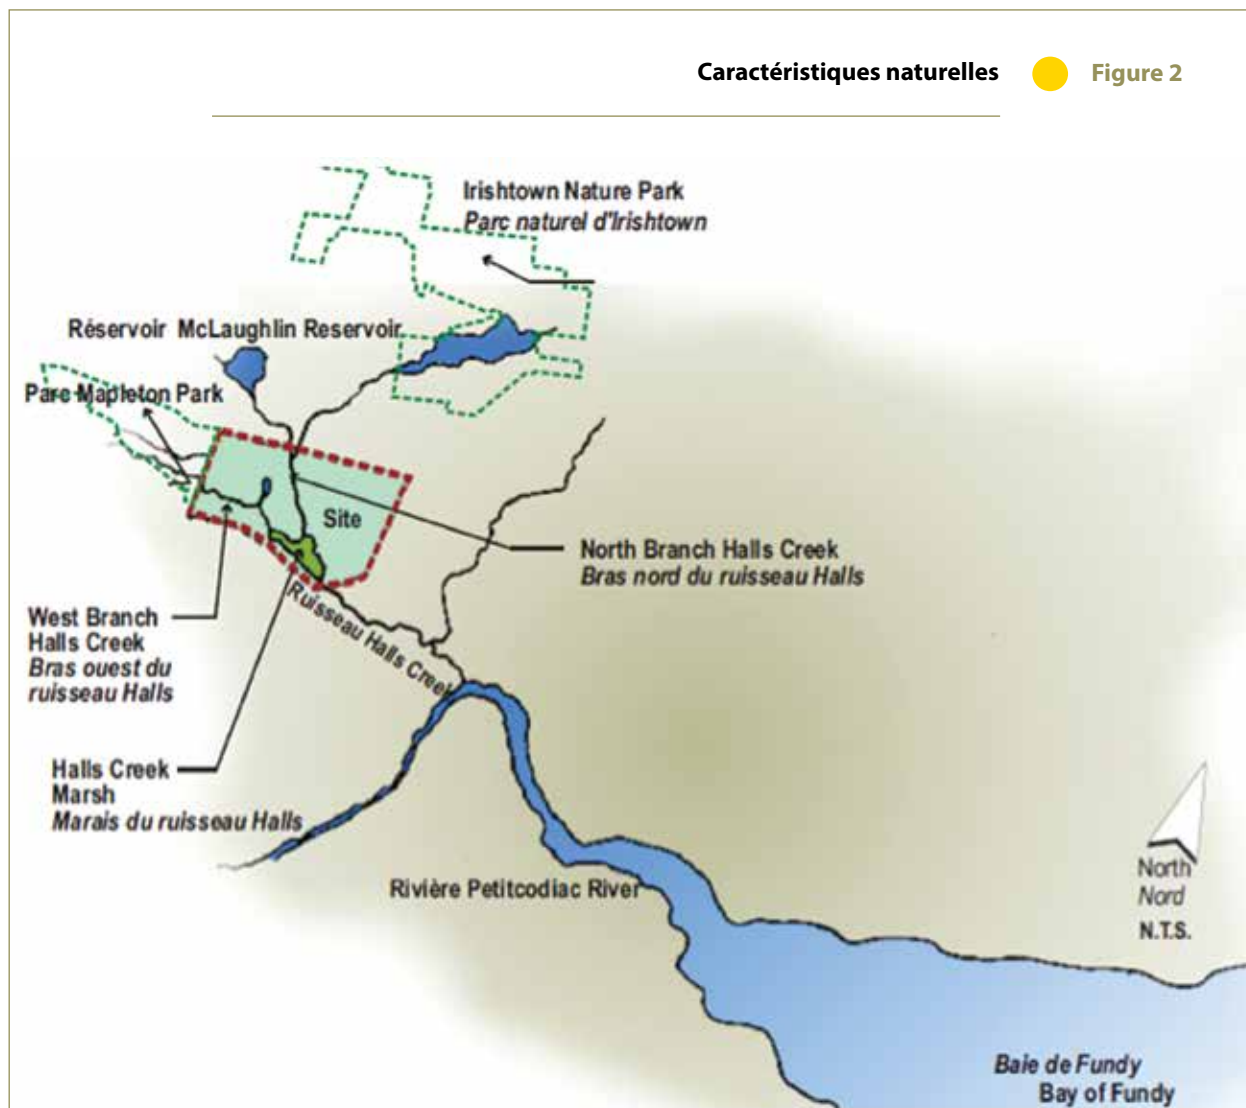 Caractéristiques naturelles
Figure 2
Irishtown Nature Park
Parc naturel d'Irishtown
Réservoir McLaughlin Reservoir
Parc Mapleton Park
Site
North Branch Halls Creek
Bras nord du ruisseau Halls
West Branch
Halls Creek
Bras ouest du
ruisseau Halls
Ruisseau Halls Creek
Halls Creek
Marsh
Marais du ruisseau Halls
Rivière Petitcodiac River
North
Nord
N.T.S.
Baie de Fundy
Bay of Fundy